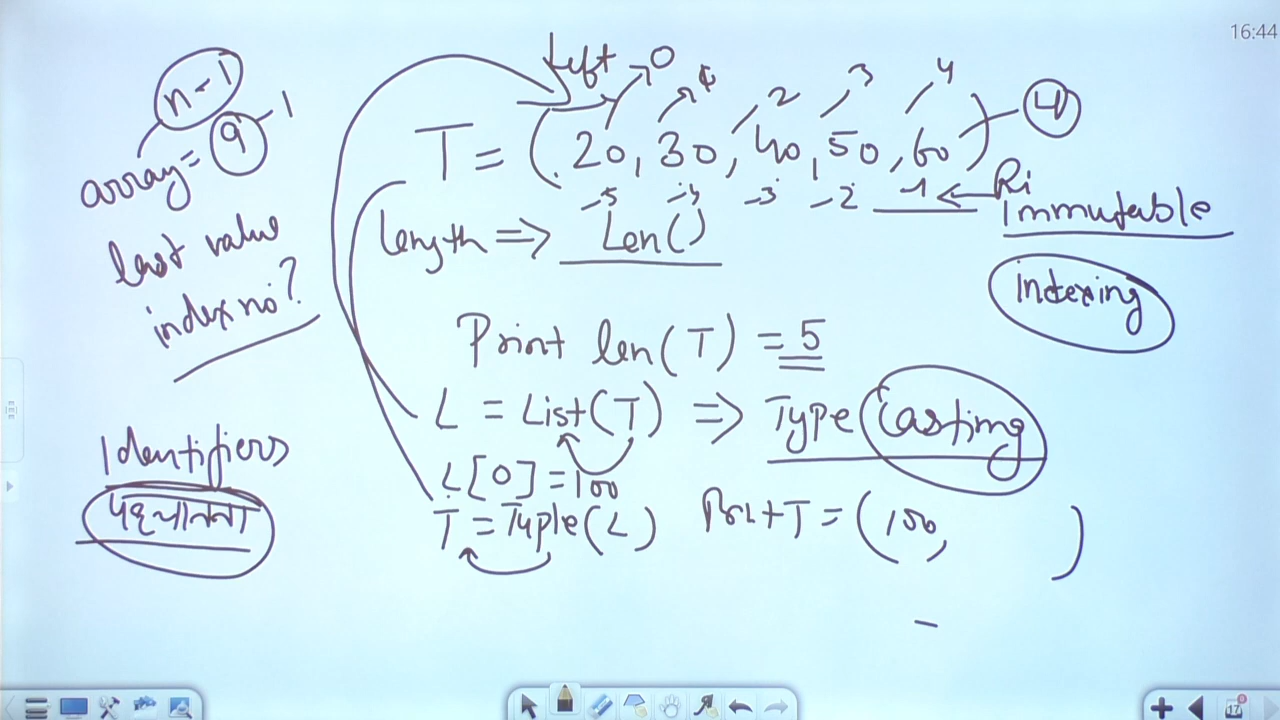 16:44
n-1
array = 9 - 1
last value
index no?
Identifiers
पहचानना
Left 0 1 2 3 4
T = (20, 30, 40, 50, 60) 4
-5 -4 -3 -2 -1 ← Ri
Immutable
Indexing
Length => Len()
Print len(T) = 5
L = List(T) => Type Casting
L[0] = 100
T = Tuple(L) Print T = (100, )